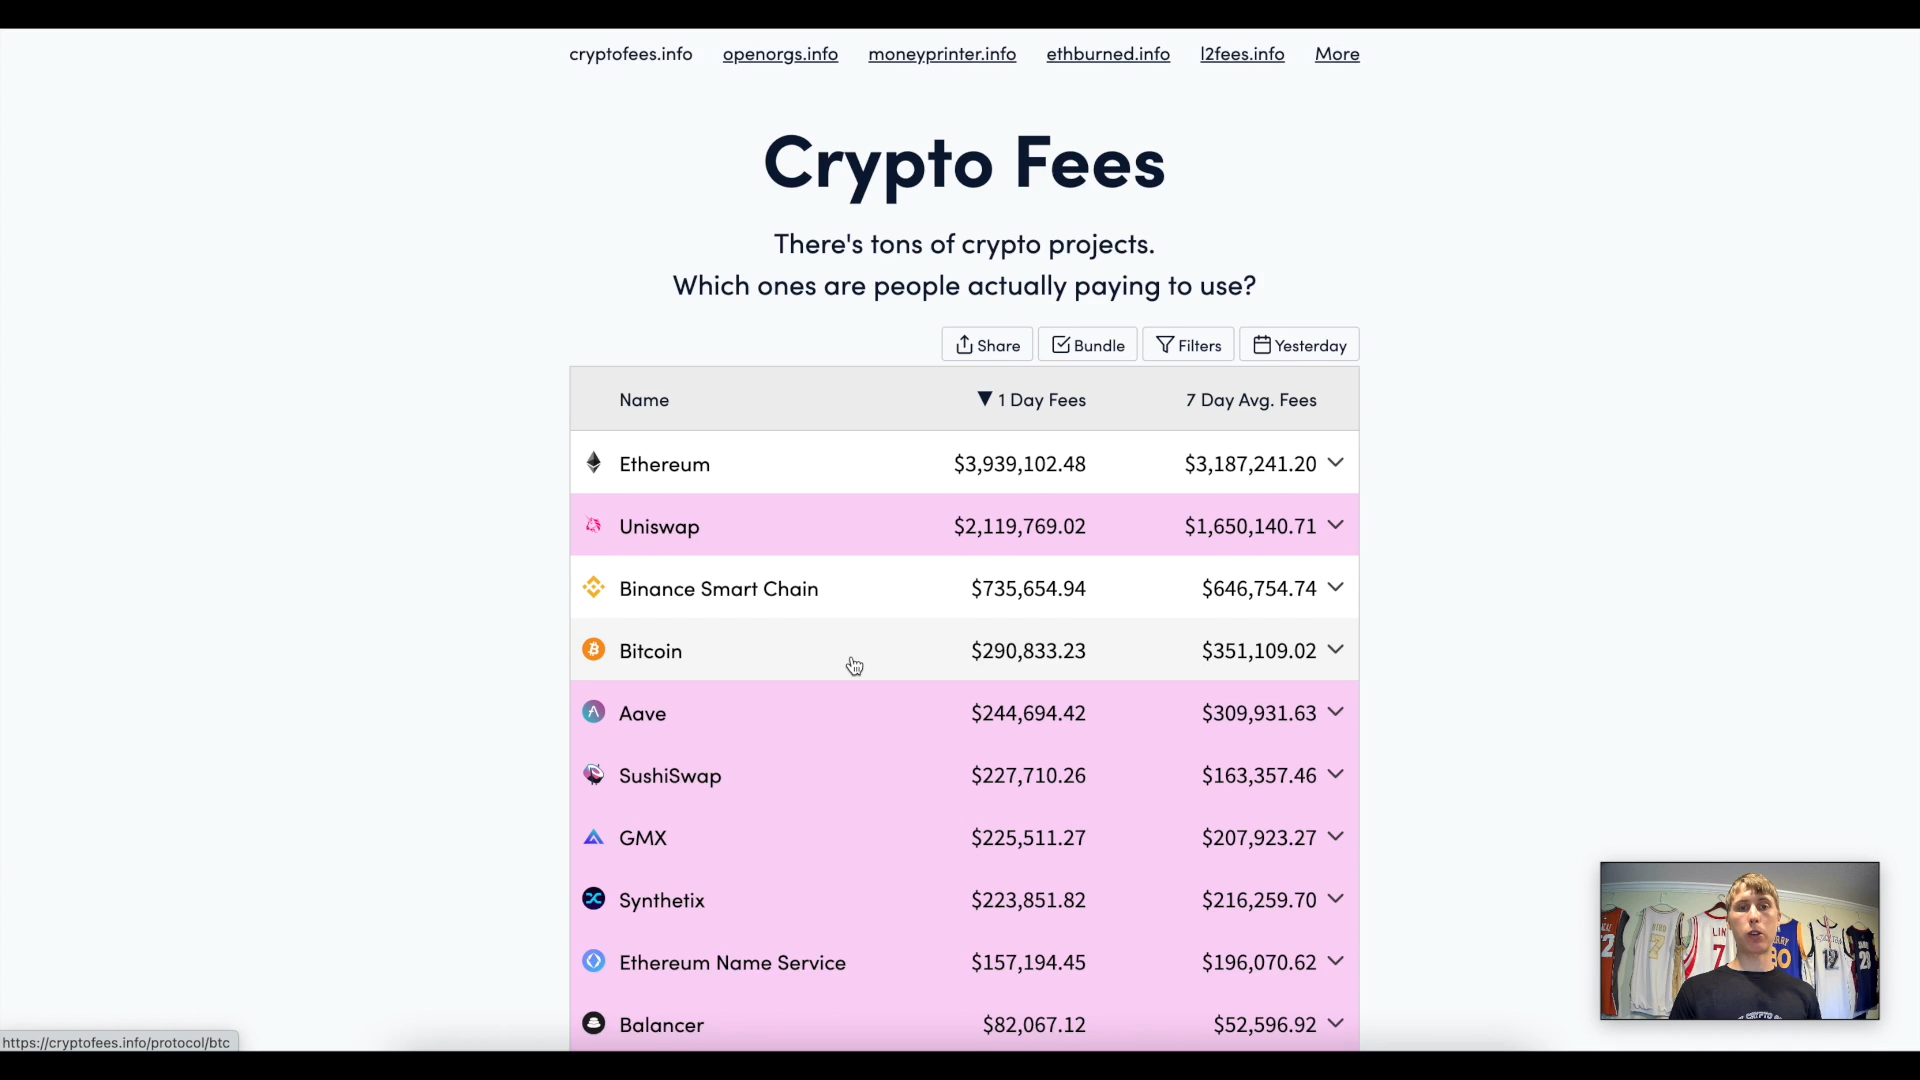 cryptofees.info openorgs.info moneyprinter.info ethburned.info l2fees.info More
Crypto Fees
There's tons of crypto projects.
Which ones are people actually paying to use?
Share Bundle Filters Yesterday
Name ▼ 1 Day Fees 7 Day Avg. Fees
Ethereum $3,939,102.48 $3,187,241.20
Uniswap $2,119,769.02 $1,650,140.71
Binance Smart Chain $735,654.94 $646,754.74
Bitcoin $290,833.23 $351,109.02
Aave $244,694.42 $309,931.63
SushiSwap $227,710.26 $163,357.46
GMX $225,511.27 $207,923.27
Synthetix $223,851.82 $216,259.70
Ethereum Name Service $157,194.45 $196,070.62
Balancer $82,067.12 $52,596.92
https://cryptofees.info/protocol/btc
BIRD
7
LIN
7
12